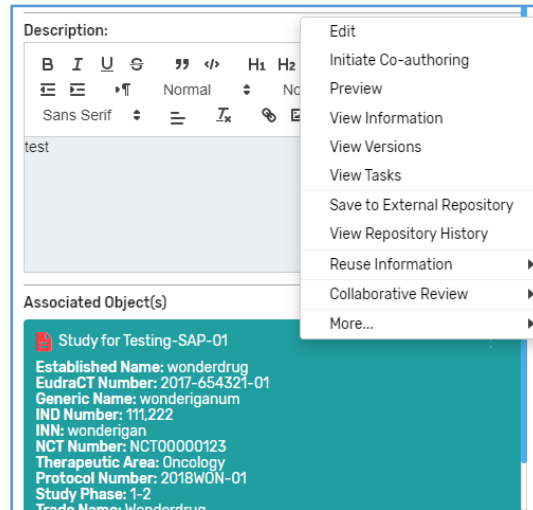 Description:
B I U S ” </> H1 H2
Normal No
Sans Serif
test
Edit
Initiate Co-authoring
Preview
View Information
View Versions
View Tasks
Save to External Repository
View Repository History
Reuse Information
Collaborative Review
More...
Associated Object(s)
Study for Testing-SAP-01
Established Name: wonderdrug
EudraCT Number: 2017-654321-01
Generic Name: wonderiganum
IND Number: 111,222
INN: wonderigan
NCT Number: NCT00000123
Therapeutic Area: Oncology
Protocol Number: 2018WON-01
Study Phase: 1-2
Trade Name: Wonderdrug